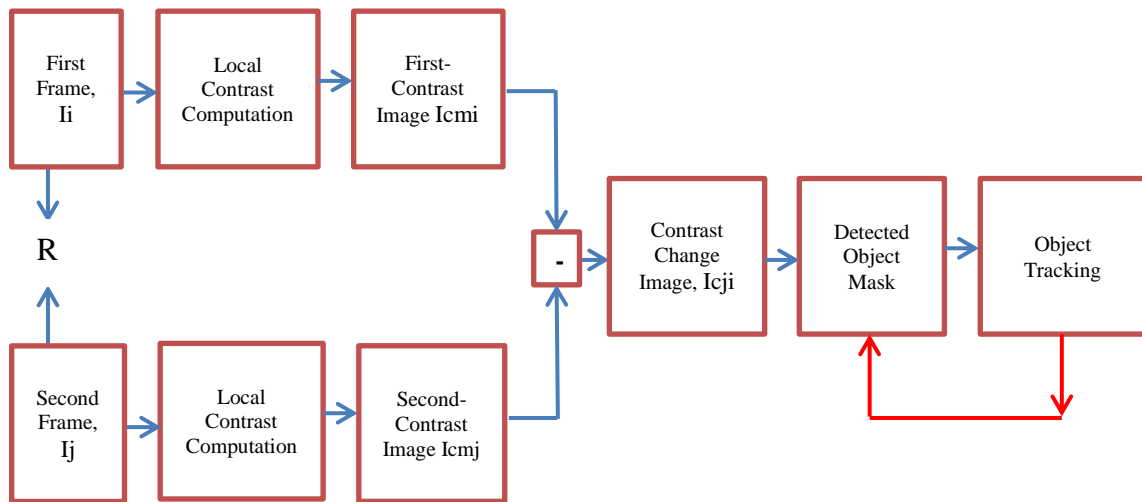 First
Frame,
Ii
Local
Contrast
Computation
First-
Contrast
Image Icmi
R
-
Contrast
Change
Image, Icji
Detected
Object
Mask
Object
Tracking
Second
Frame,
Ij
Local
Contrast
Computation
Second-
Contrast
Image Icmj